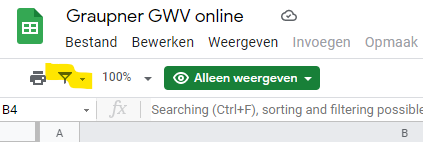 Graupner GWV online
Bestand Bewerken Weergeven Invoegen Opmaak
100% Alleen weergeven
B4 fx Searching (Ctrl+F), sorting and filtering possible
A B